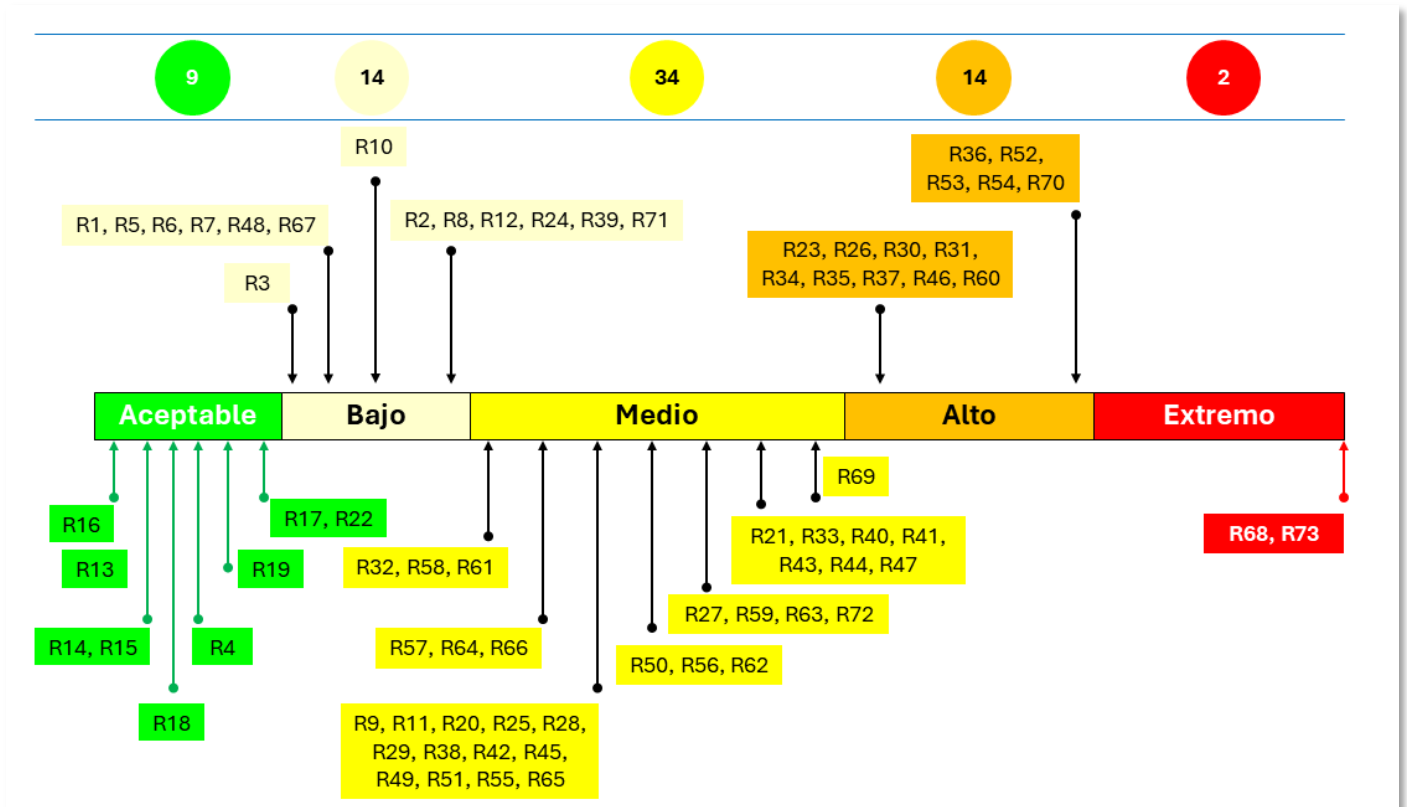 9
14
34
14
2
R10
R36, R52,
R53, R54, R70
R1, R5, R6, R7, R48, R67
R2, R8, R12, R24, R39, R71
R23, R26, R30, R31,
R34, R35, R37, R46, R60
R3
Aceptable
Bajo
Medio
Alto
Extremo
R69
R16
R17, R22
R21, R33, R40, R41,
R43, R44, R47
R68, R73
R13
R19
R32, R58, R61
R27, R59, R63, R72
R14, R15
R4
R57, R64, R66
R50, R56, R62
R18
R9, R11, R20, R25, R28,
R29, R38, R42, R45,
R49, R51, R55, R65